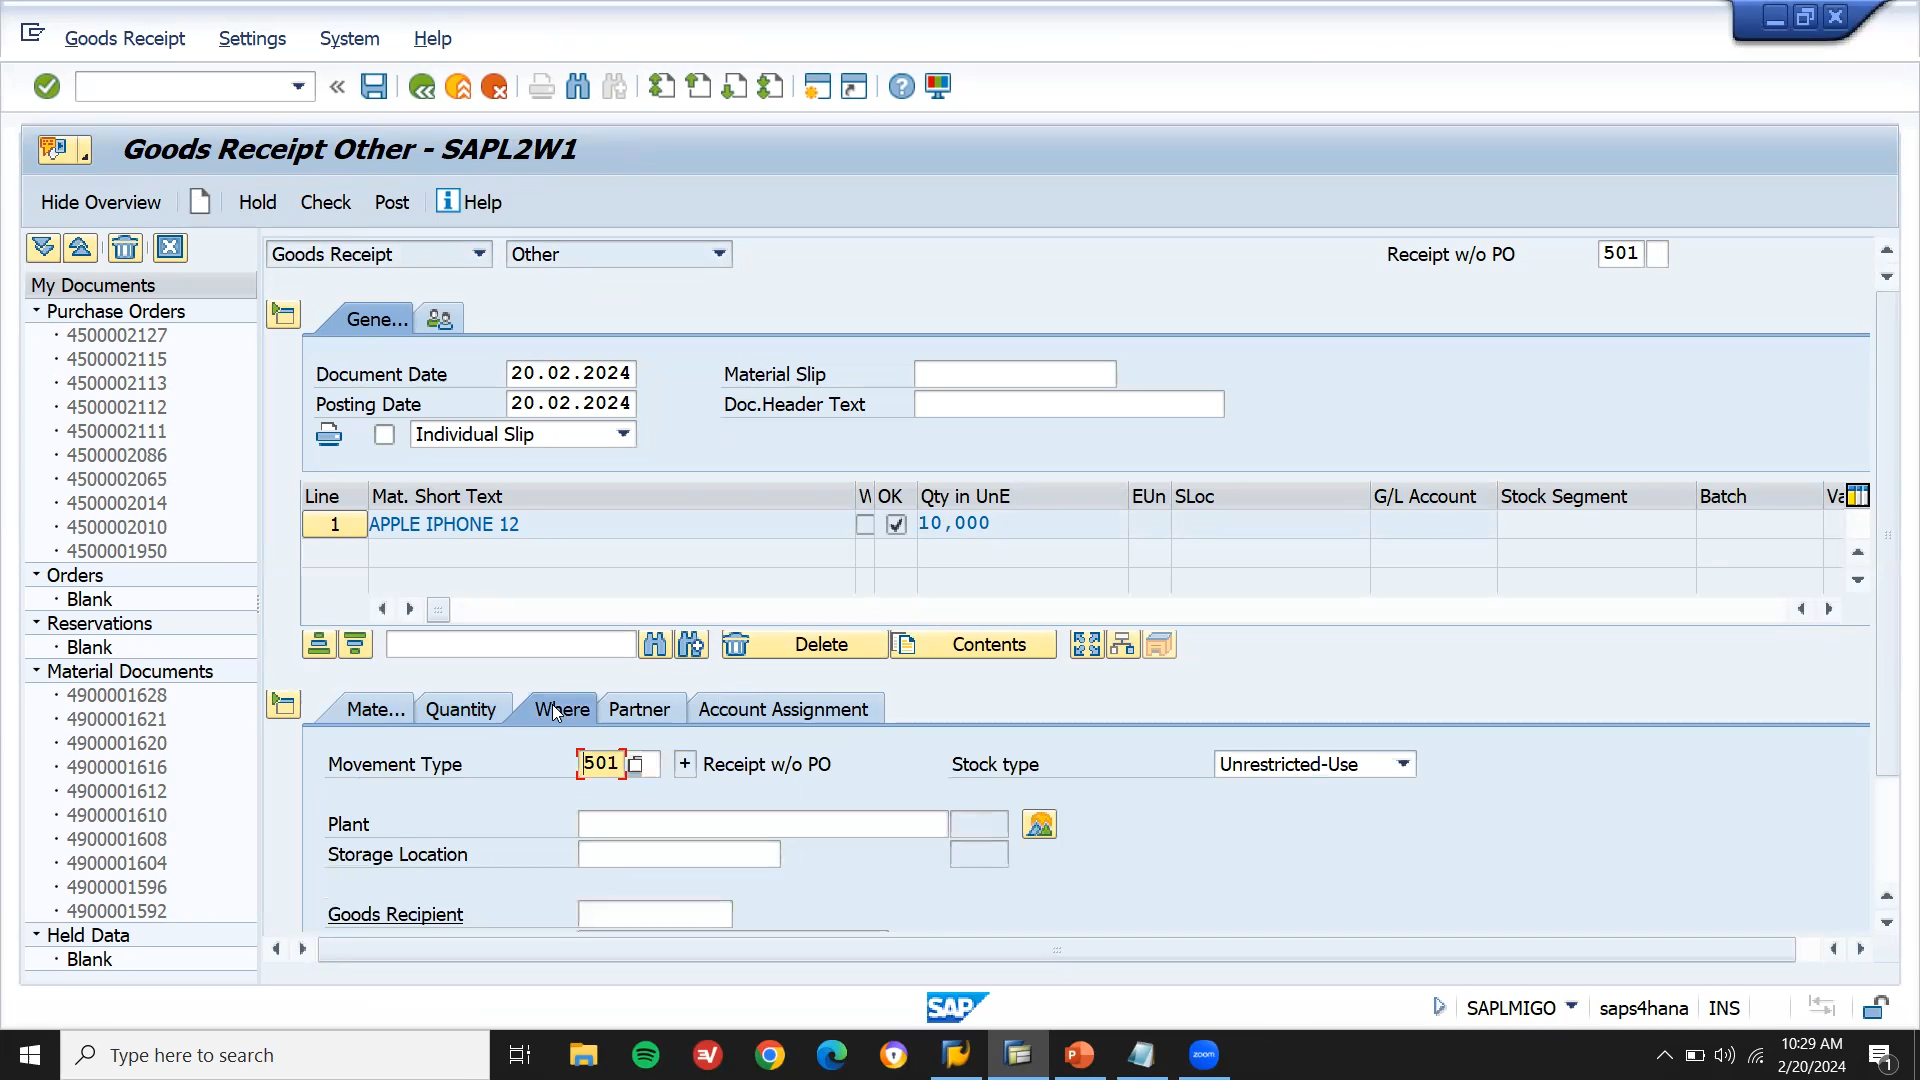 Goods Receipt Settings System Help
Goods Receipt Other - SAPL2W1
Hide Overview Hold Check Post Help
Goods Receipt Other Receipt w/o PO 501
My Documents
Purchase Orders
4500002127
4500002115
4500002113
4500002112
4500002111
4500002086
4500002065
4500002014
4500002010
4500001950
Orders
Blank
Reservations
Blank
Material Documents
4900001628
4900001621
4900001620
4900001616
4900001612
4900001610
4900001608
4900001604
4900001596
4900001592
Held Data
Blank
Gene...
Document Date 20.02.2024 Material Slip
Posting Date 20.02.2024 Doc.Header Text
Individual Slip
Line Mat. Short Text W OK Qty in UnE EUn SLoc G/L Account Stock Segment Batch Va
1 APPLE IPHONE 12 10,000
Delete Contents
Mate... Quantity Where Partner Account Assignment
Movement Type 501 + Receipt w/o PO Stock type Unrestricted-Use
Plant
Storage Location
Goods Recipient
SAP SAPLMIGO saps4hana INS
Type here to search
zoom
10:29 AM
2/20/2024
1